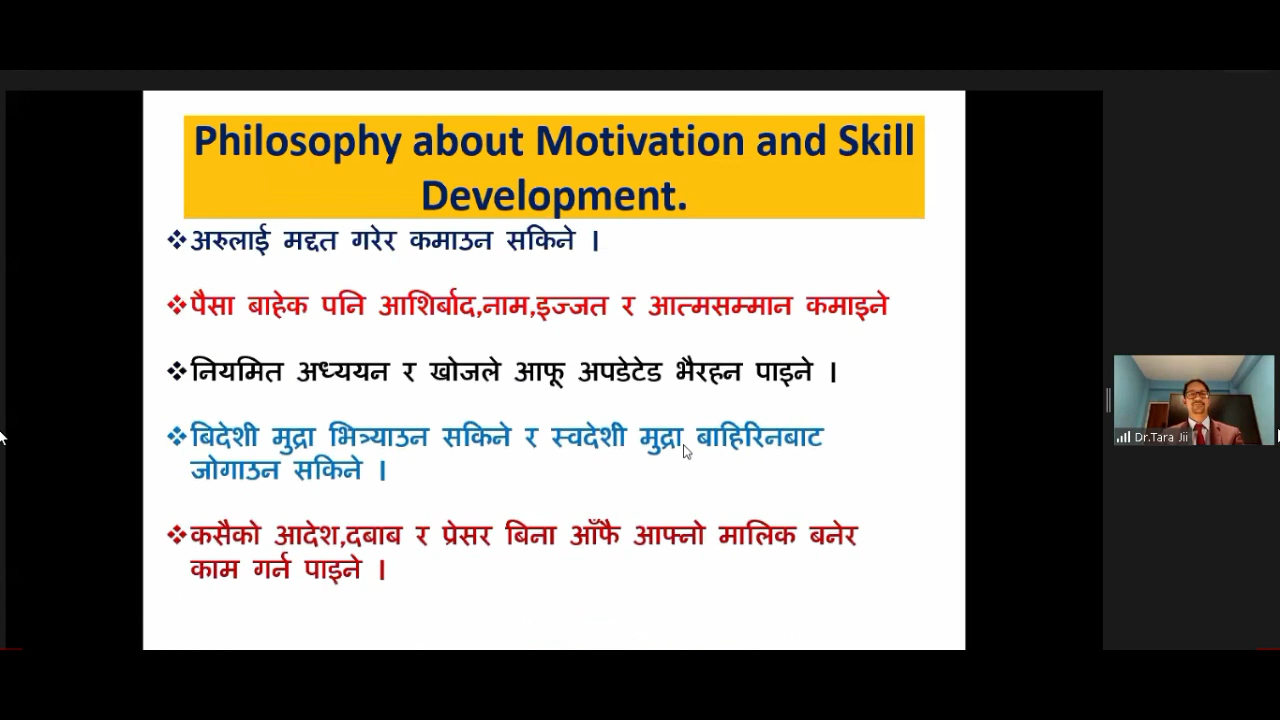 Philosophy about Motivation and Skill
Development.
❖अरुलाई मद्दत गरेर कमाउन सकिने ।
❖पैसा बाहेक पनि आशिर्बाद,नाम,इज्जत र आत्मसम्मान कमाइने
❖नियमित अध्ययन र खोजले आफू अपडेटेड भैरहन पाइने ।
❖बिदेशी मुद्रा भित्र्याउन सकिने र स्वदेशी मुद्रा बाहिरिनबाट
जोगाउन सकिने ।
❖कसैको आदेश,दबाब र प्रेसर बिना आँफै आफ्नो मालिक बनेर
काम गर्न पाइने ।
Dr.Tara Jii